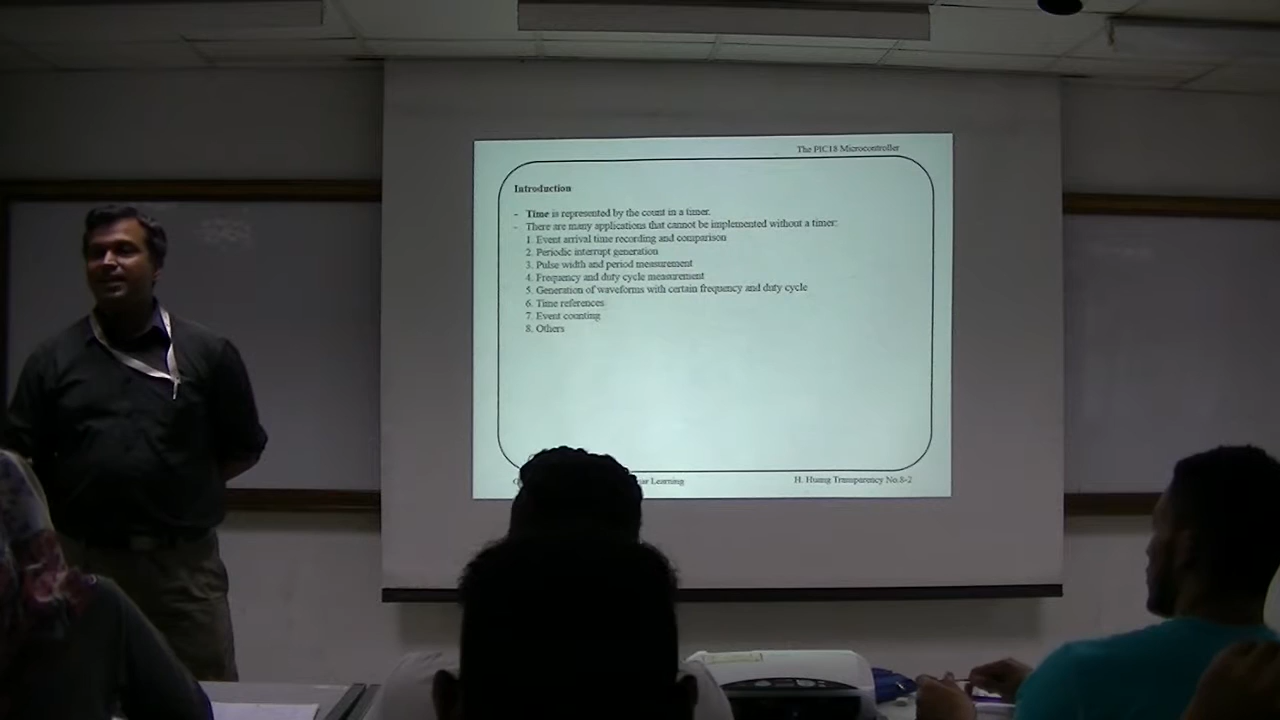 The PIC18 Microcontroller
Introduction
- Time is represented by the count in a timer.
- There are many applications that cannot be implemented without a timer:
1. Event arrival time recording and comparison
2. Periodic interrupt generation
3. Pulse width and period measurement
4. Frequency and duty cycle measurement
5. Generation of waveforms with certain frequency and duty cycle
6. Time references
7. Event counting
8. Others
Learning
H. Huang Transparency No.8-2